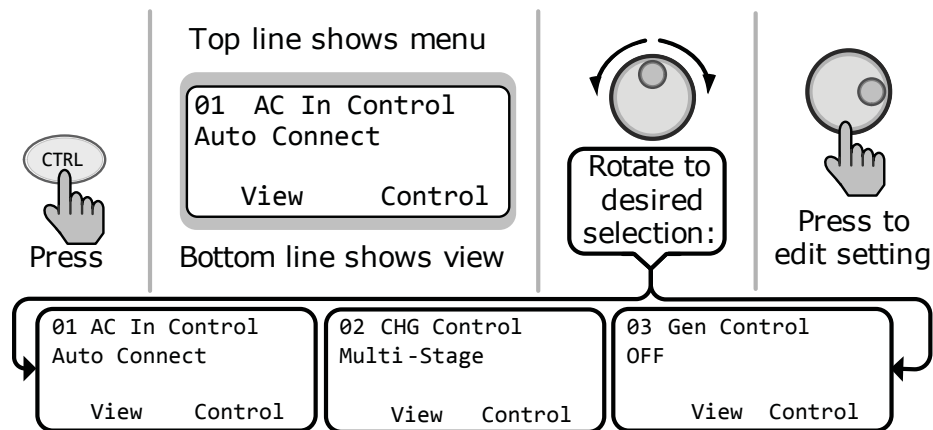 Top line shows menu
01 AC In Control
Auto Connect
View Control
Bottom line shows view
CTRL
Press
Rotate to
desired
selection:
Press to
edit setting
01 AC In Control
Auto Connect
View Control
02 CHG Control
Multi-Stage
View Control
03 Gen Control
OFF
View Control